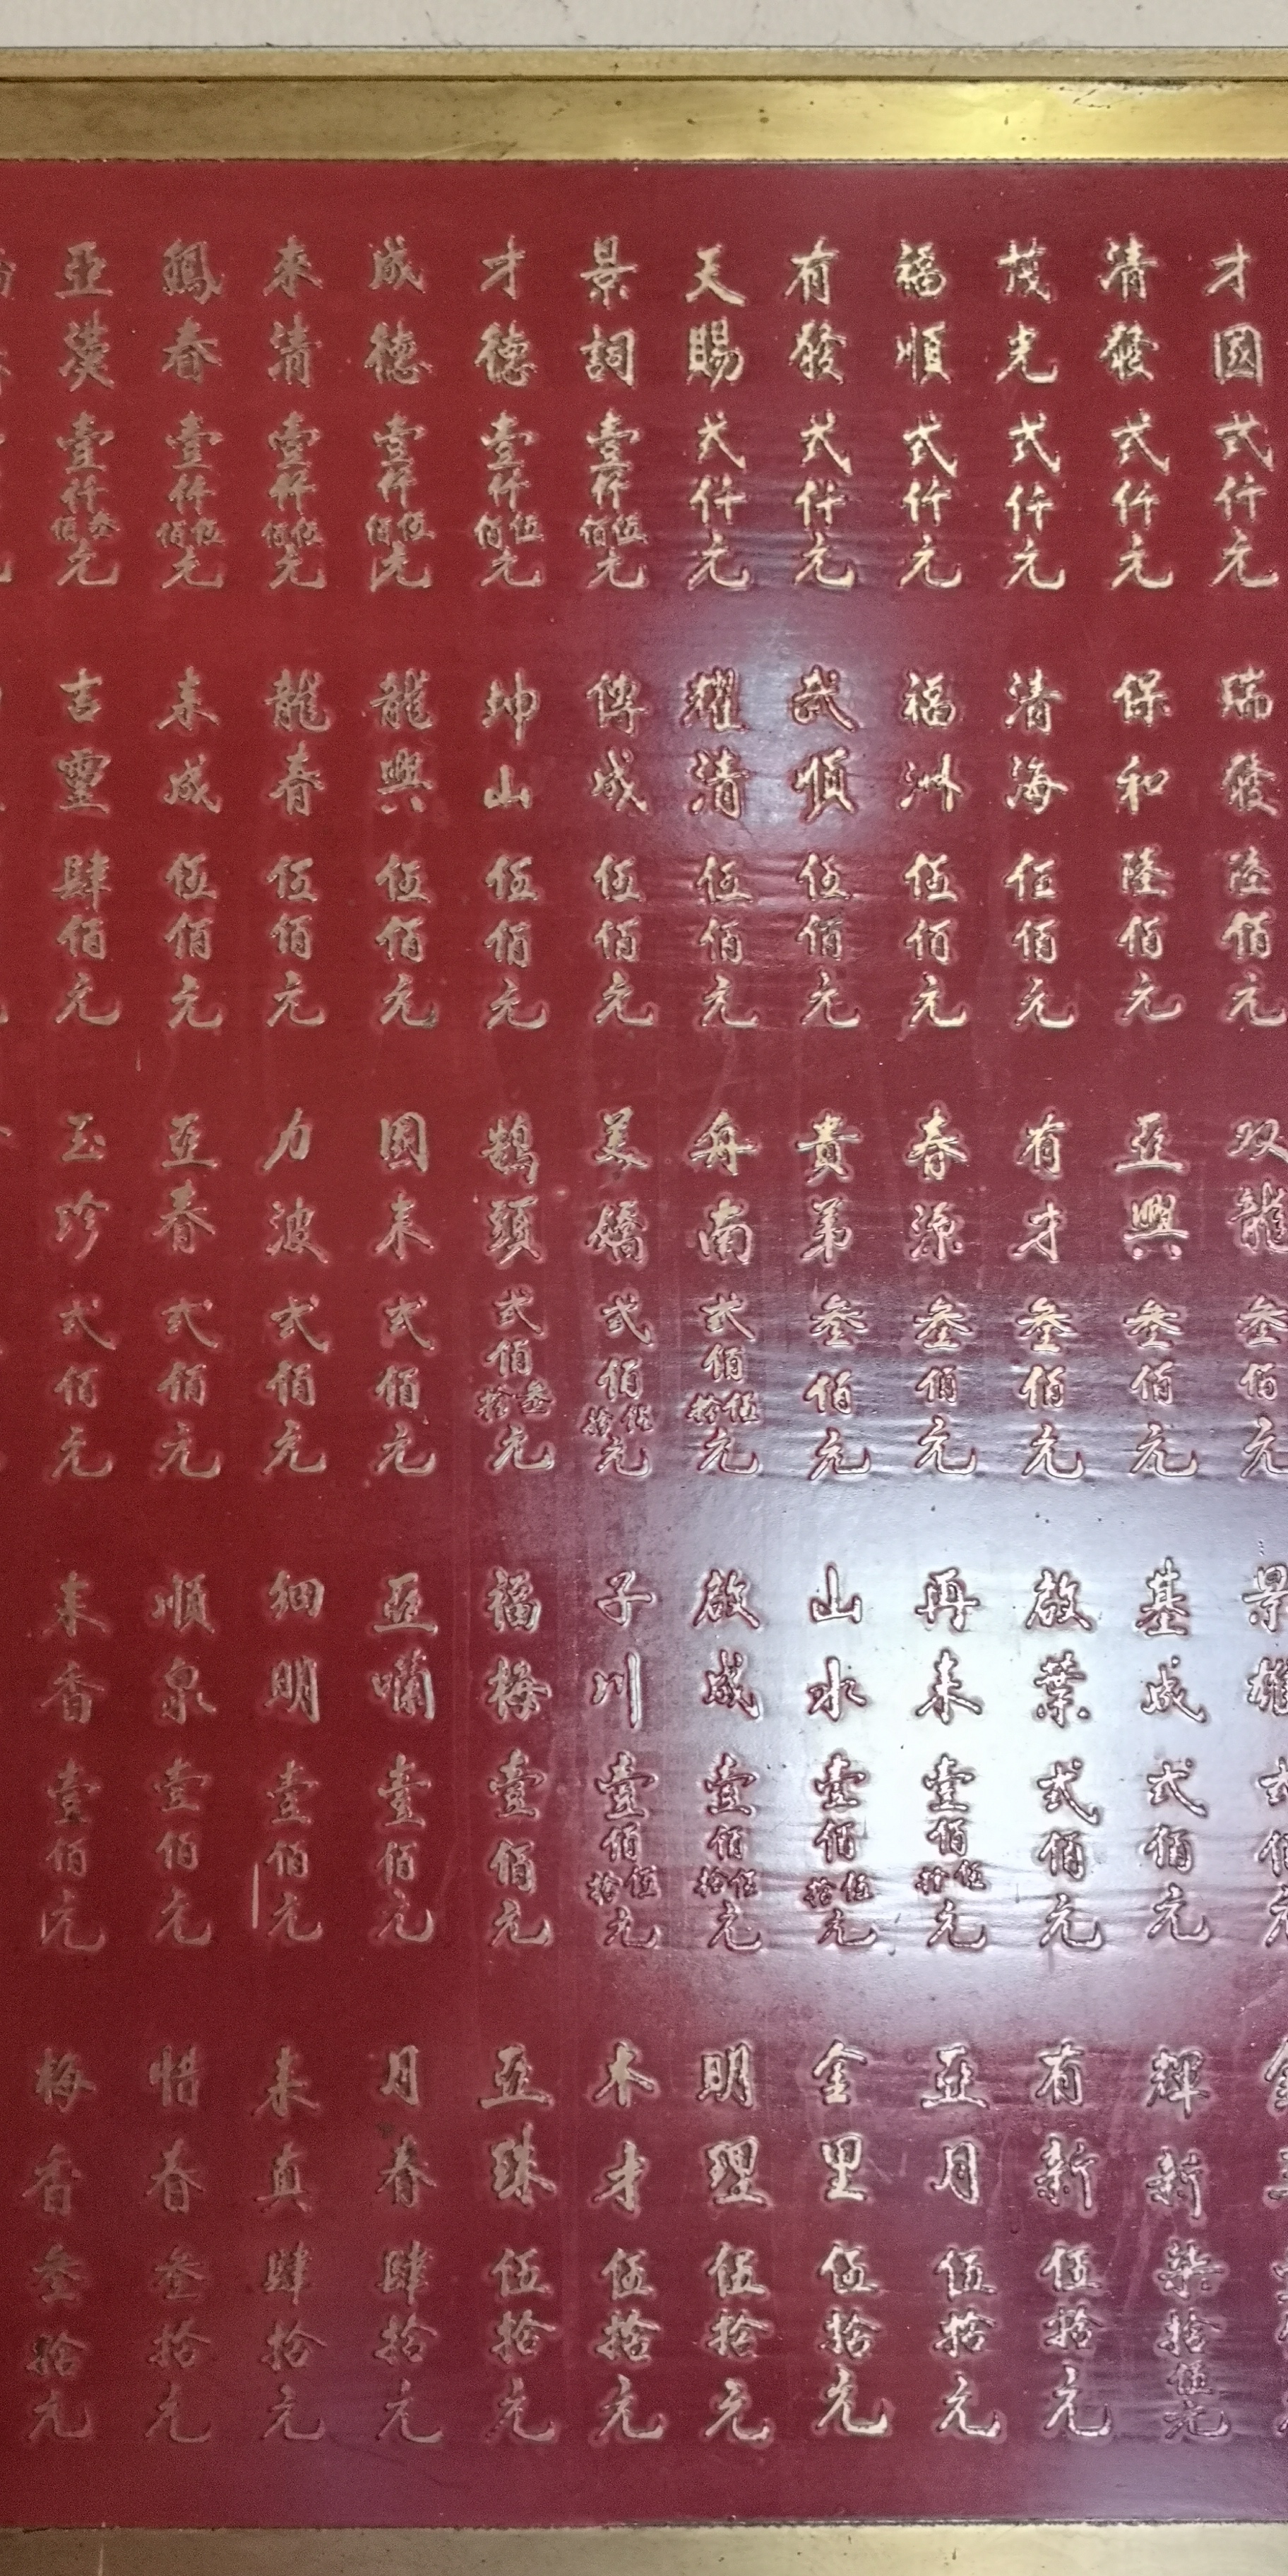 才國弍仟元
清發弍仟元
茂光弍仟元
福順弍仟元
有發弍仟元
天賜弍仟元
景詞壹仟伍佰元
才德壹仟伍佰元
成德壹仟伍佰元
來清壹仟伍佰元
鳳春壹仟伍佰元
亞漢壹仟叁佰元
瑞發陸佰元
保和陸佰元
清海伍佰元
福洲伍佰元
武順伍佰元
耀清伍佰元
傳成伍佰元
坤山伍佰元
龍興伍佰元
龍春伍佰元
来成伍佰元
吉靈肆佰元
双龍叁佰元
亞興叁佰元
有才叁佰元
春源叁佰元
貴弟叁佰元
舟南弍佰伍拾元
美嬌弍佰伍拾元
鵲頭弍佰叁拾元
國来弍佰元
力波弍佰元
亞春弍佰元
玉珍弍佰元
景
基成弍佰元
啟葉弍佰元
再来壹佰伍拾元
山水壹佰伍拾元
啟成壹佰伍拾元
子川壹佰伍拾元
福梅壹佰元
亞嘯壹佰元
細明壹佰元
順泉壹佰元
来香壹佰元
輝新柒拾伍元
有新伍拾元
亞月伍拾元
金里伍拾元
明理伍拾元
木才伍拾元
亞珠伍拾元
月春肆拾元
来真肆拾元
惜春叁拾元
梅香叁拾元